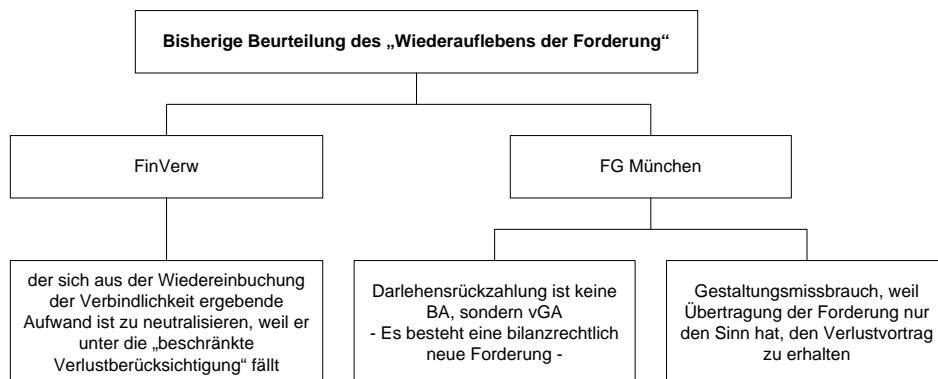 Bisherige Beurteilung des „Wiederauflebens der Forderung“
FinVerw
FG München
der sich aus der Wiedereinbuchung
der Verbindlichkeit ergebende
Aufwand ist zu neutralisieren, weil er
unter die „beschränkte
Verlustberücksichtigung“ fällt
Darlehensrückzahlung ist keine
BA, sondern vGA
- Es besteht eine bilanzrechtlich
neue Forderung -
Gestaltungsmissbrauch, weil
Übertragung der Forderung nur
den Sinn hat, den Verlustvortrag
zu erhalten